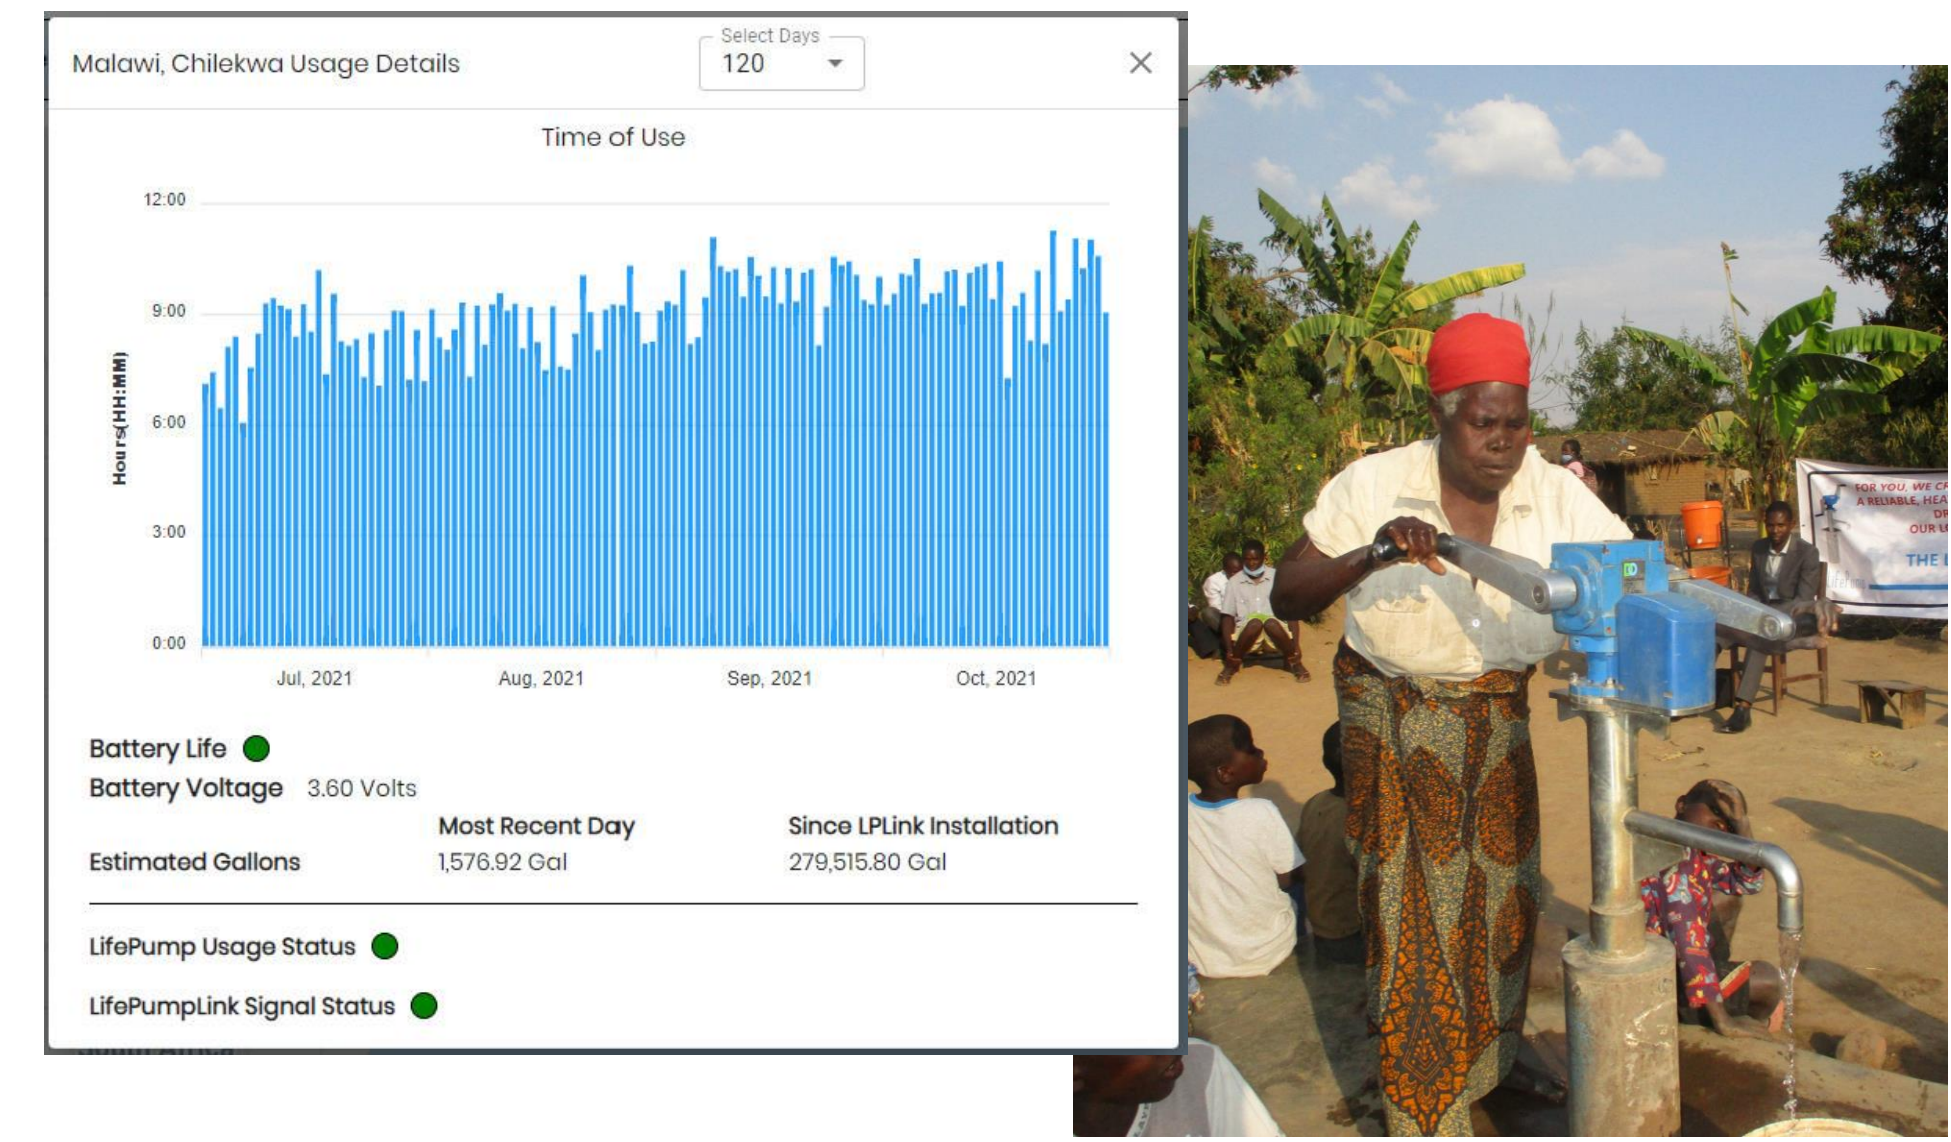 Malawi, Chilekwa Usage Details
Select Days
120
Time of Use
12:00
9:00
6:00
3:00
0:00
Hours(HH:MM)
Jul, 2021
Aug, 2021
Sep, 2021
Oct, 2021
Battery Life
Battery Voltage 3.60 Volts
Most Recent Day Since LPLink Installation
Estimated Gallons 1,576.92 Gal 279,515.80 Gal
LifePump Usage Status
LifePumpLink Signal Status
FOR YOU, WE
A RELIABLE,
OUR
THE
LifePump